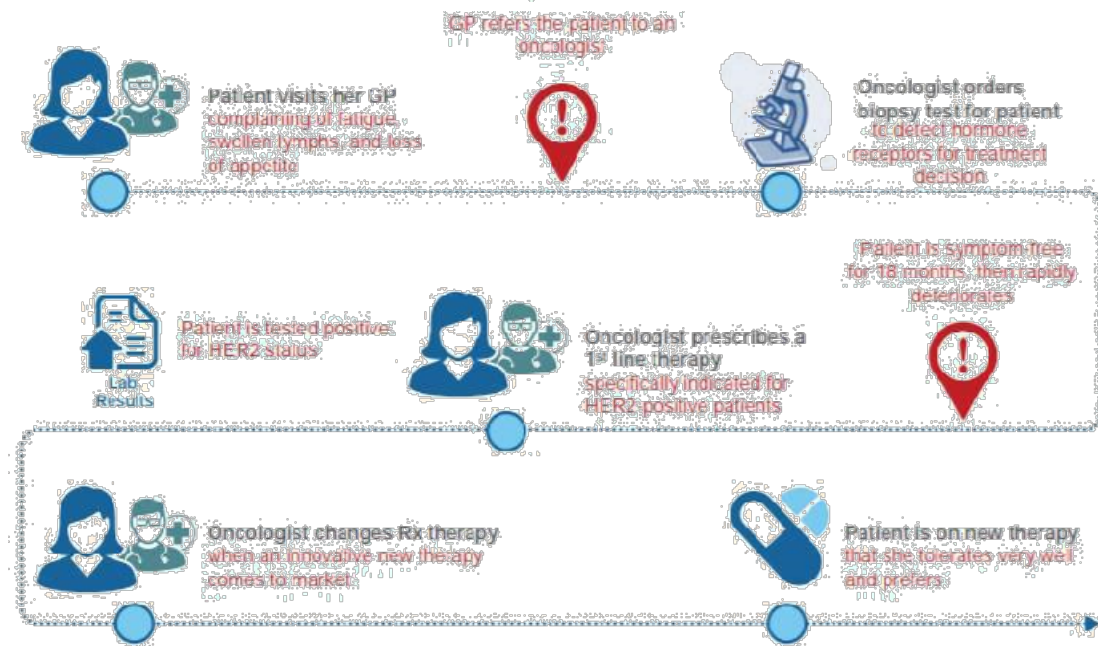 GP refers the patient to an
oncologist
Patient visits her GP
complaining of fatigue,
swollen lymphs, and loss
of appetite
Oncologist orders
biopsy test for patient
to detect hormone
receptors for treatment
decision
Patient is symptom-free
for 18 months, then rapidly
deteriorates
Patient is tested positive
for HER2 status
Lab
Results
Oncologist prescribes a
1st line therapy
specifically indicated for
HER2-positive patients
Oncologist changes Rx therapy
when an innovative new therapy
comes to market
Patient is on new therapy
that she tolerates very well
and prefers